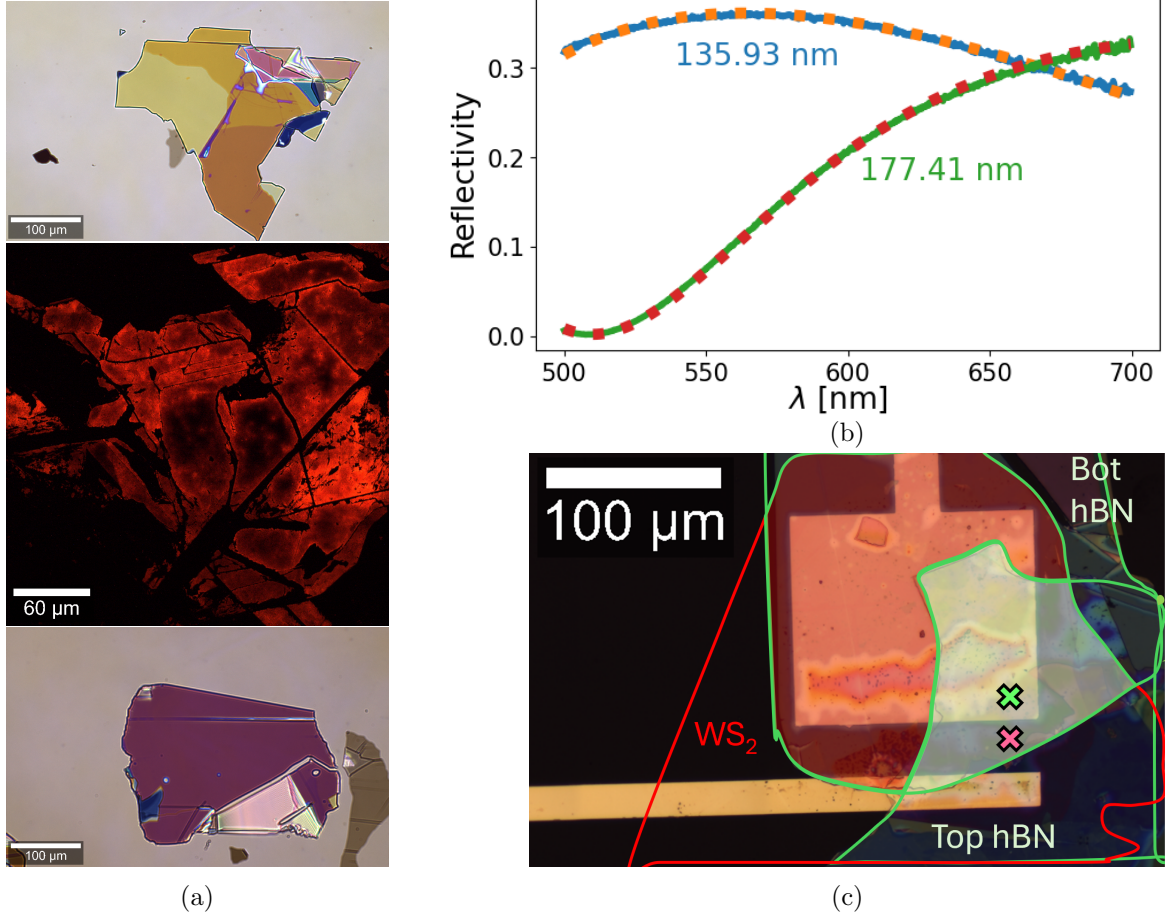 100 µm
60 µm
100 µm
(a)
Reflectivity
0.3
0.2
0.1
0.0
135.93 nm
177.41 nm
500
550
600
650
700
λ [nm]
(b)
100 µm
Bot
hBN
WS₂
Top hBN
(c)